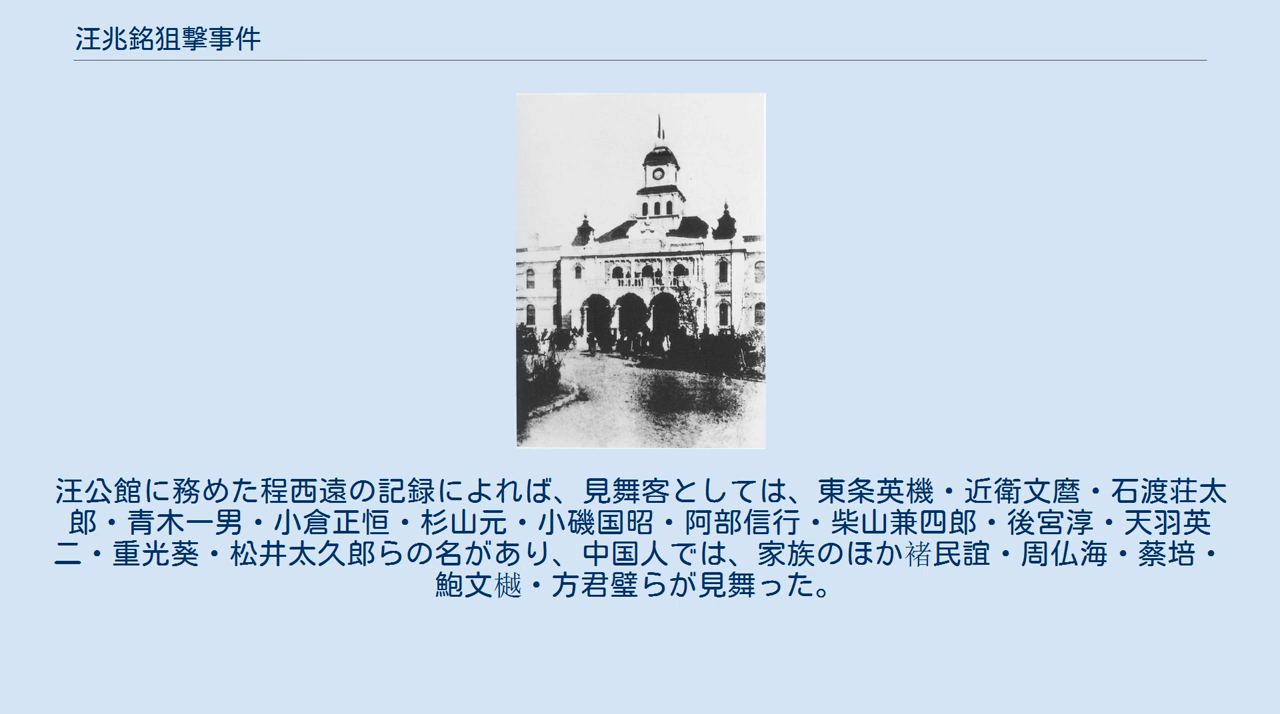 汪兆銘狙撃事件
汪公館に務めた程西遠の記録によれば、見舞客としては、東条英機・近衛文麿・石渡荘太
郎・青木一男・小倉正恒・杉山元・小磯国昭・阿部信行・柴山兼四郎・後宮淳・天羽英
二・重光葵・松井太久郎らの名があり、中国人では、家族のほか褚民誼・周仏海・蔡培・
鮑文樾・方君璧らが見舞った。